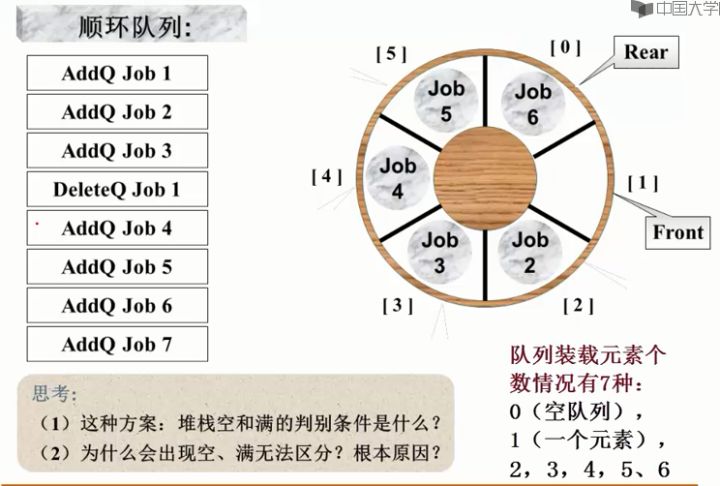 中国大学
顺环队列:
AddQ Job 1
AddQ Job 2
AddQ Job 3
DeleteQ Job 1
AddQ Job 4
AddQ Job 5
AddQ Job 6
AddQ Job 7
[ 5 ]
[ 0 ]
Rear
Job
5
Job
6
[ 4 ]
Job
4
[ 1 ]
Front
Job
3
Job
2
[ 3 ]
[ 2 ]
思考:
（1）这种方案：堆栈空和满的判别条件是什么？
（2）为什么会出现空、满无法区分？根本原因？
队列装载元素个
数情况有7种：
0（空队列），
1（一个元素），
2，3，4，5、6